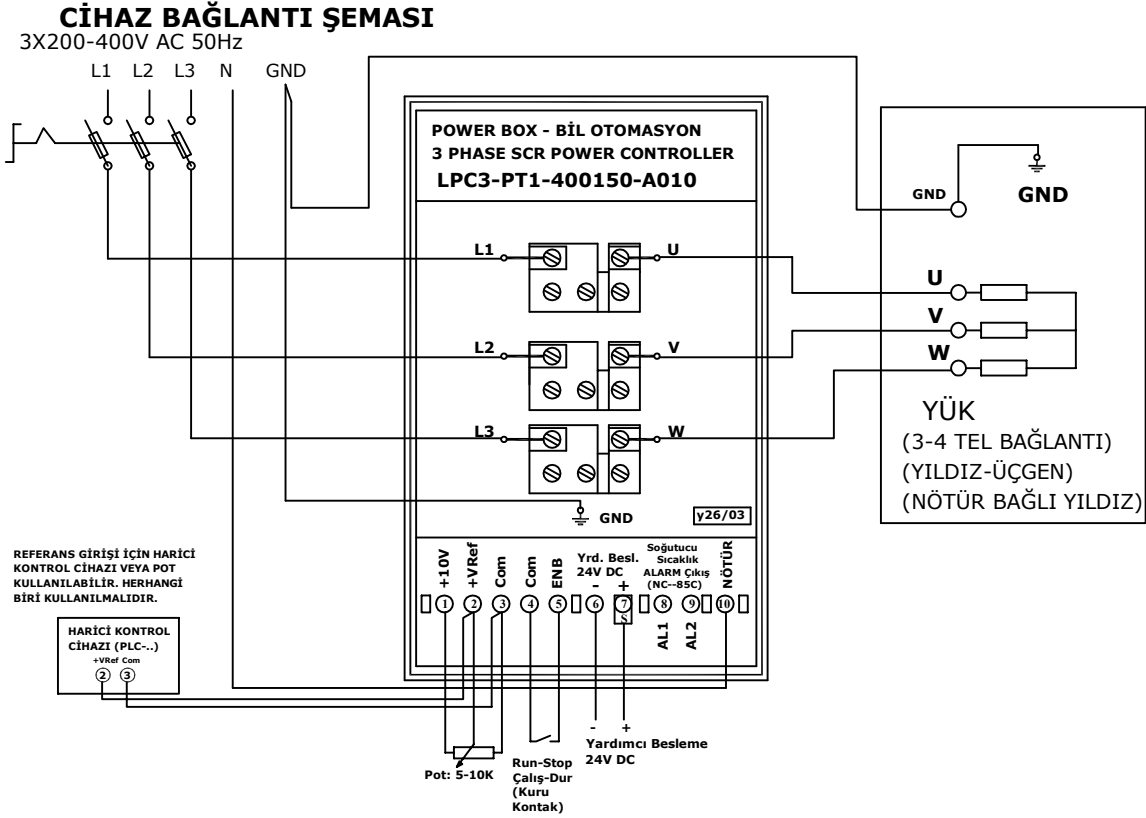 CİHAZ BAĞLANTI ŞEMASI
3X200-400V AC 50Hz
L1 L2 L3 N GND
POWER BOX - BİL OTOMASYON
3 PHASE SCR POWER CONTROLLER
LPC3-PT1-400150-A010
L1 U
L2 V
L3 W
GND
y26/03
GND
GND
U
V
W
YÜK
(3-4 TEL BAĞLANTI)
(YILDIZ-ÜÇGEN)
(NÖTÜR BAĞLI YILDIZ)
+10V
+VRef
Com
Com
ENB
Yrd. Besl.
24V DC
- +
Soğutucu
Sıcaklık
ALARM Çıkış
(NC--85C)
NÖTÜR
1 2 3 4 5 6 7 8 9 10
S
AL1
AL2
REFERANS GİRİŞİ İÇİN HARİCİ
KONTROL CİHAZI VEYA POT
KULLANILABİLİR. HERHANGİ
BİRİ KULLANILMALIDIR.
HARİCİ KONTROL
CİHAZI (PLC-..)
+VRef Com
2 3
Pot: 5-10K
Run-Stop
Çalış-Dur
(Kuru
Kontak)
- +
Yardımcı Besleme
24V DC